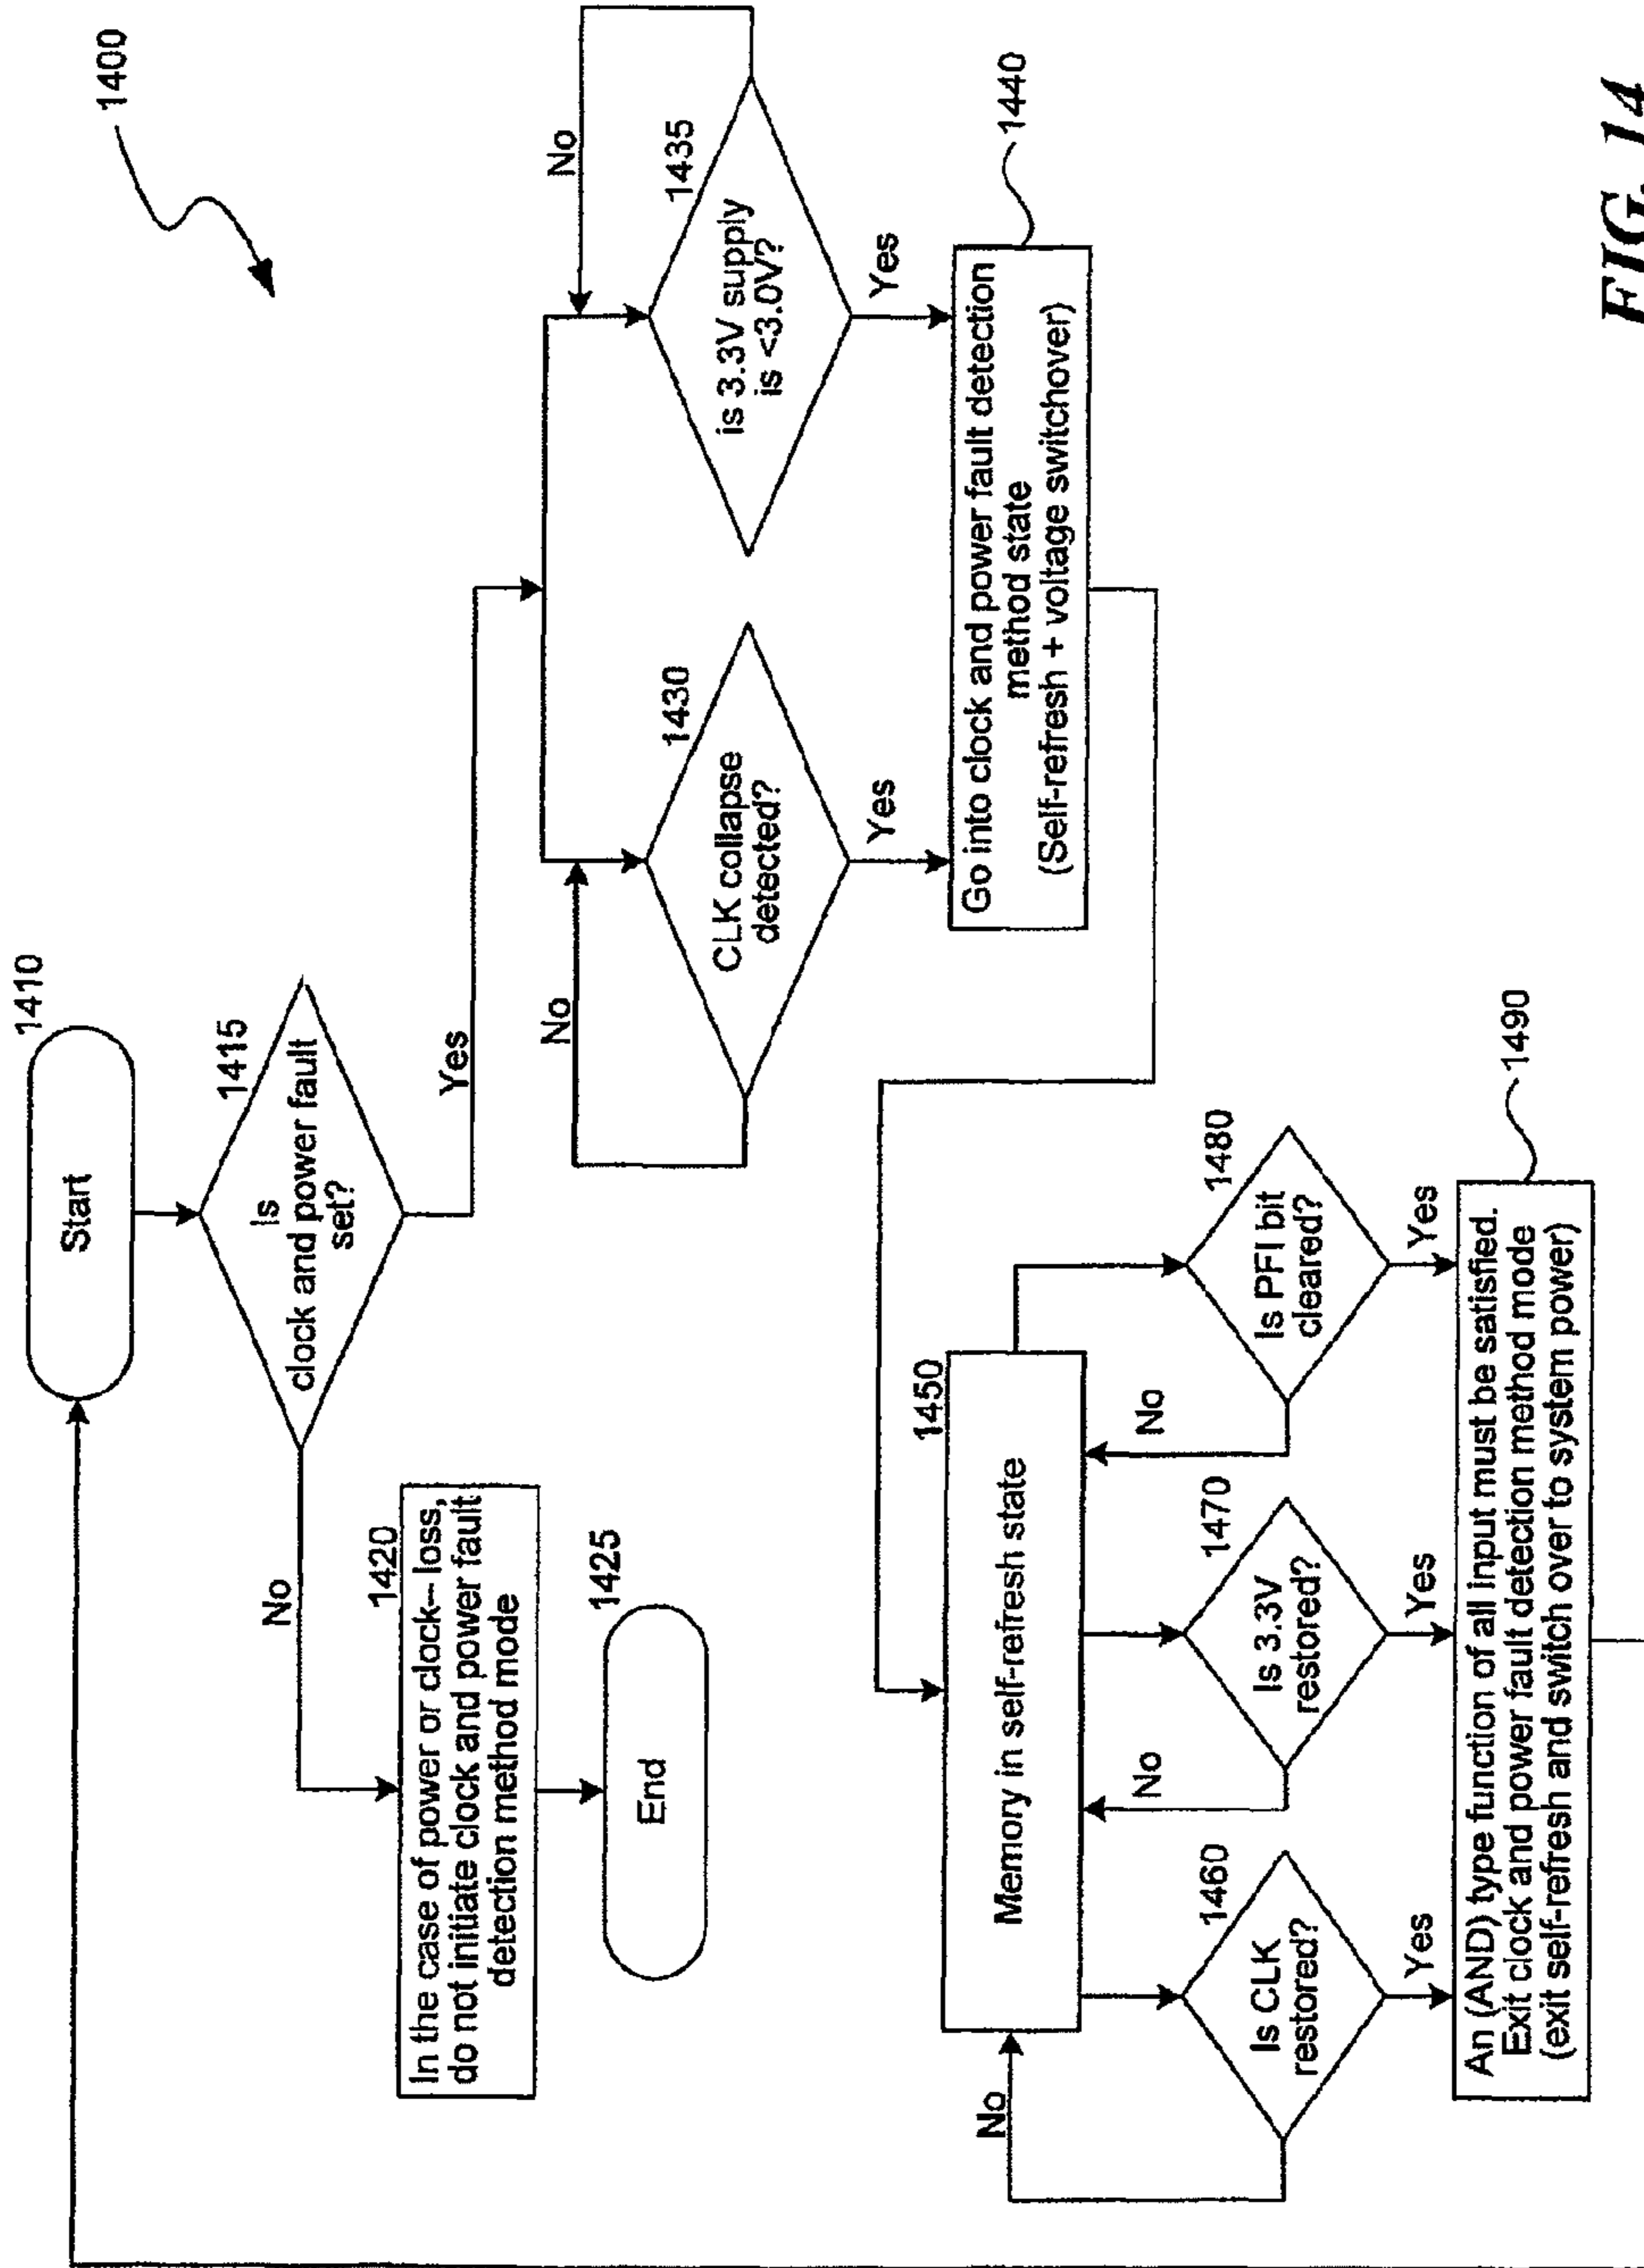 1400
1410
Start
1415
Is
clock and power fault
set?
No
Yes
1420
In the case of power or clock--loss,
do not initiate clock and power fault
detection method mode
1425
End
No
1430
CLK collapse
detected?
Yes
No
1435
is 3.3V supply
is <3.0V?
Yes
1440
Go into clock and power fault detection
method state
(Self-refresh + voltage switchover)
1450
Memory in self-refresh state
No
1460
Is CLK
restored?
Yes
No
1470
Is 3.3V
restored?
Yes
No
1480
Is PFI bit
cleared?
Yes
1490
An (AND) type function of all input must be satisfied.
Exit clock and power fault detection method mode
(exit self-refresh and switch over to system power)
FIG. 14